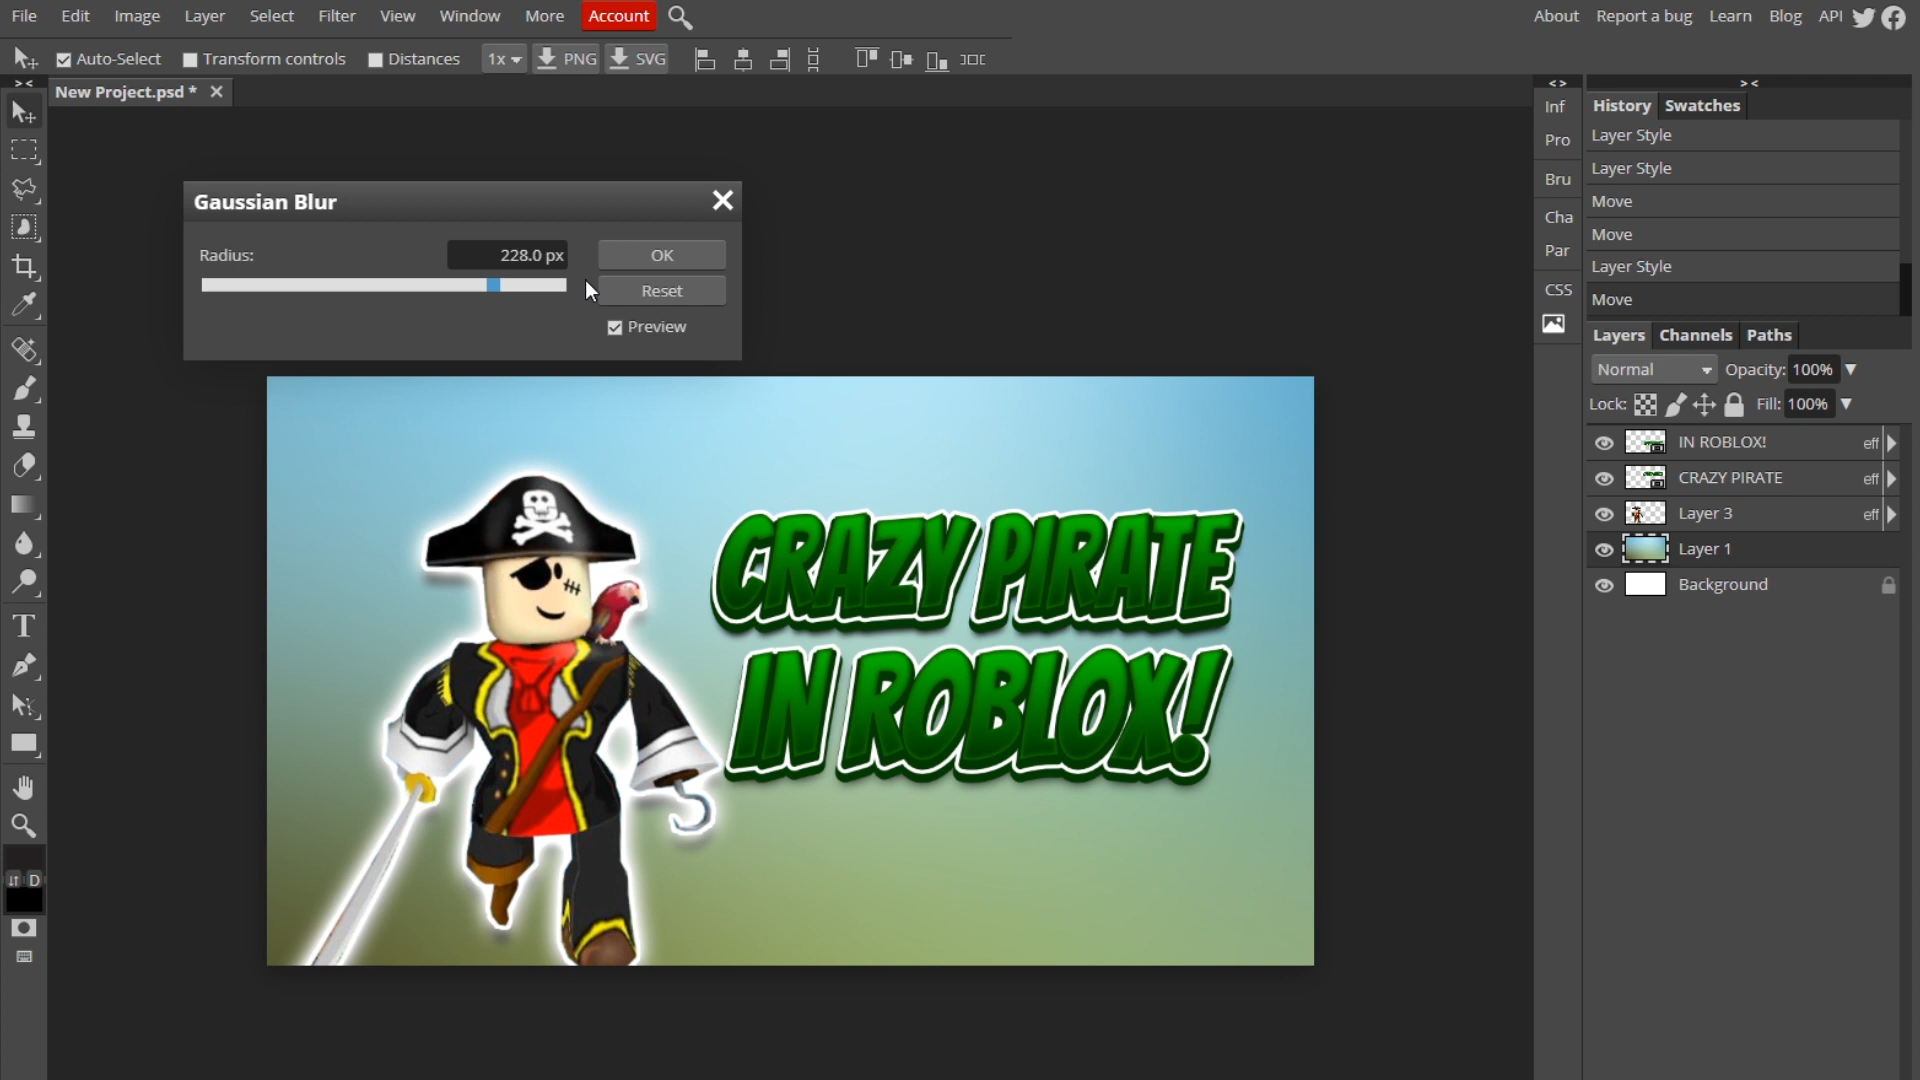 File Edit Image Layer Select Filter View Window More Account
About Report a bug Learn Blog API
Auto-Select Transform controls Distances 1x PNG SVG
> < < > > <
New Project.psd *
Inf
Pro
Bru
Cha
Par
CSS
History Swatches
Layer Style
Layer Style
Move
Move
Layer Style
Move
Gaussian Blur
Radius: 228.0 px OK
Reset
Preview
Layers Channels Paths
Normal Opacity: 100%
Lock: Fill: 100%
IN ROBLOX! eff
CRAZY PIRATE eff
Layer 3 eff
Layer 1
Background
CRAZY PIRATE
IN ROBLOX!
T
D